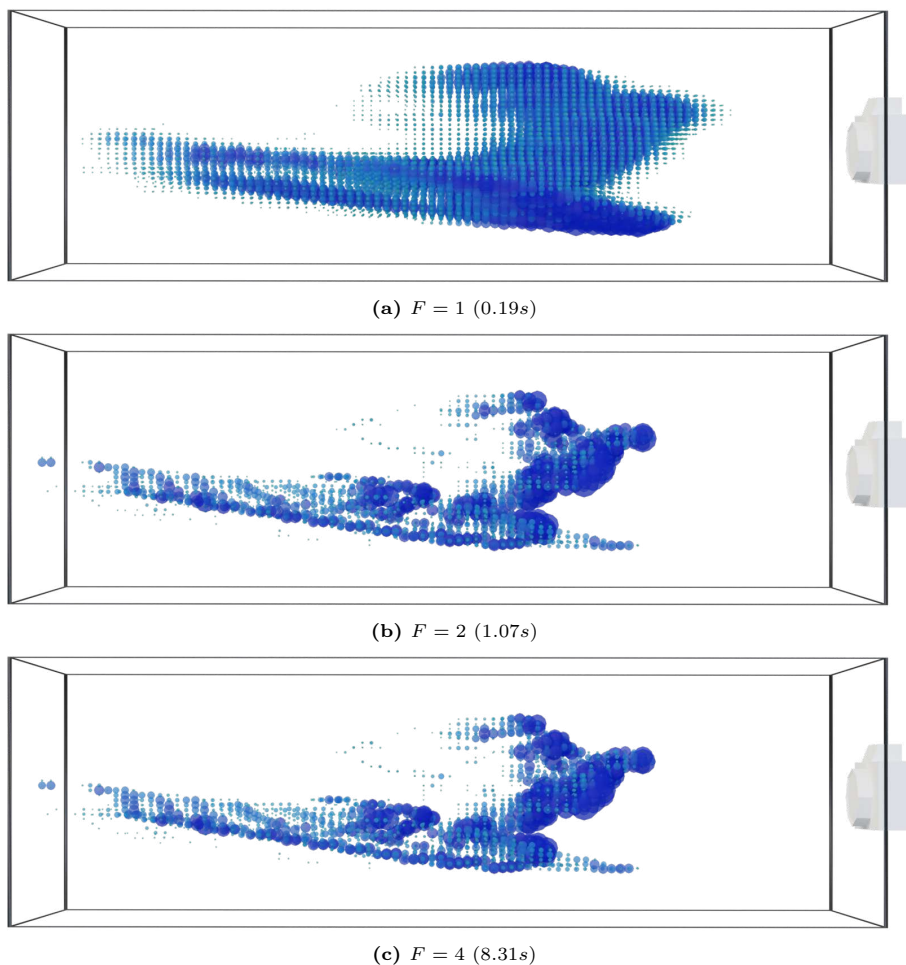 (a) F = 1 (0.19s)
(b) F = 2 (1.07s)
(c) F = 4 (8.31s)